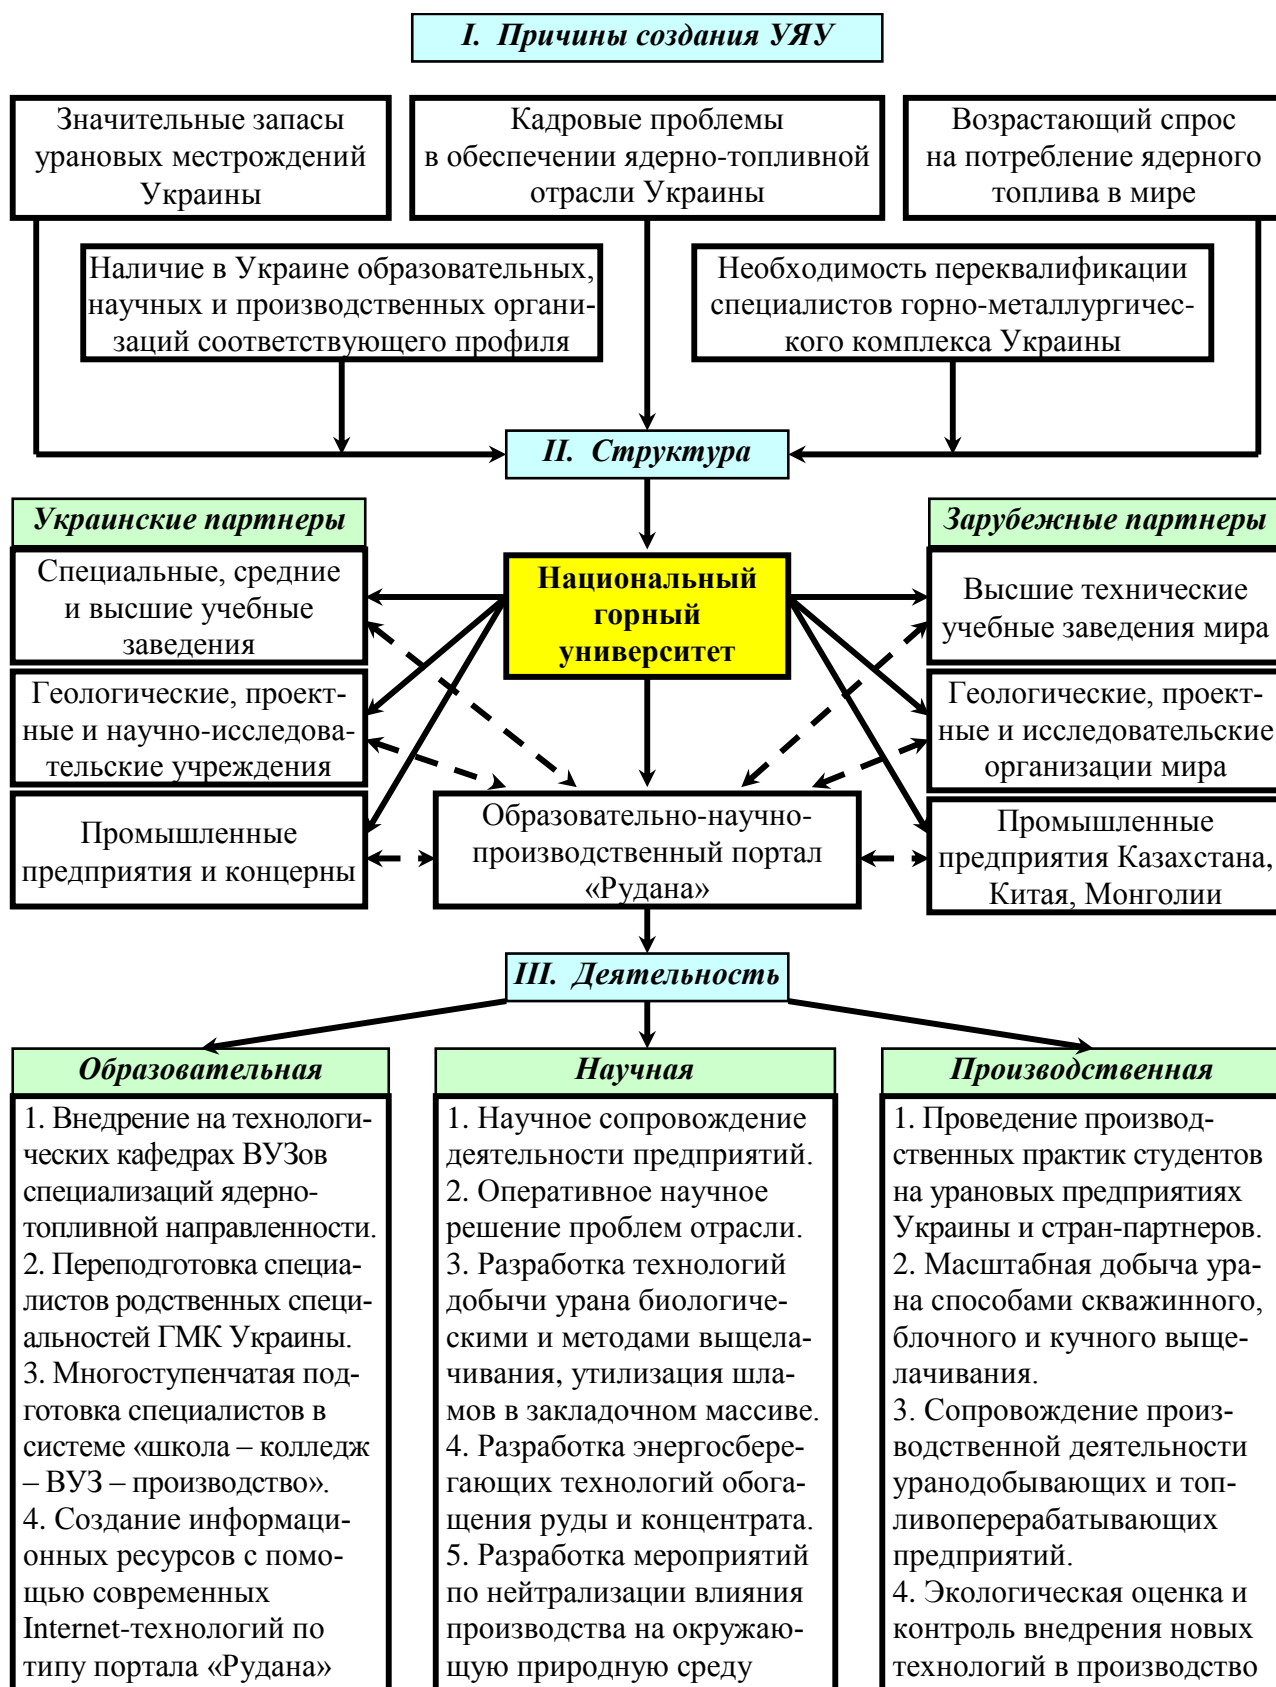 I. Причины создания УЯУ
Значительные запасы
урановых местрождений
Украины
Кадровые проблемы
в обеспечении ядерно-топливной
отрасли Украины
Возрастающий спрос
на потребление ядерного
топлива в мире
Наличие в Украине образовательных,
научных и производственных органи-
заций соответствующего профиля
Необходимость переквалификации
специалистов горно-металлургичес-
кого комплекса Украины
II. Структура
Украинские партнеры
Специальные, средние
и высшие учебные
заведения
Геологические, проект-
ные и научно-исследова-
тельские учреждения
Промышленные
предприятия и концерны
Национальный
горный
университет
Образовательно-научно-
производственный портал
«Рудана»
Зарубежные партнеры
Высшие технические
учебные заведения мира
Геологические, проект-
ные и исследовательские
организации мира
Промышленные
предприятия Казахстана,
Китая, Монголии
III. Деятельность
Образовательная
1. Внедрение на технологи-
ческих кафедрах ВУЗов
специализаций ядерно-
топливной направленности.
2. Переподготовка специа-
листов родственных специ-
альностей ГМК Украины.
3. Многоступенчатая под-
готовка специалистов в
системе «школа – колледж
– ВУЗ – производство».
4. Создание информаци-
онных ресурсов с помо-
щью современных
Internet-технологий по
типу портала «Рудана»
Научная
1. Научное сопровождение
деятельности предприятий.
2. Оперативное научное
решение проблем отрасли.
3. Разработка технологий
добычи урана биологиче-
скими и методами выщела-
чивания, утилизация шла-
мов в закладочном массиве.
4. Разработка энергосбере-
гающих технологий обога-
щения руды и концентрата.
5. Разработка мероприятий
по нейтрализации влияния
производства на окружаю-
щую природную среду
Производственная
1. Проведение производ-
ственных практик студентов
на урановых предприятиях
Украины и стран-партнеров.
2. Масштабная добыча ура-
на способами скважинного,
блочного и кучного выще-
лачивания.
3. Сопровождение произ-
водственной деятельности
уранодобывающих и топ-
ливоперерабатывающих
предприятий.
4. Экологическая оценка и
контроль внедрения новых
технологий в производство